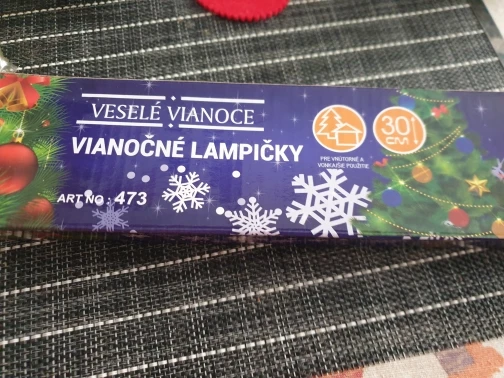 VESELÉ VIANOCE
VIANOČNÉ LAMPIČKY
ART NO.: 473
PRE VNÚTORNÉ A
VONKAJŠIE POUŽITIE
30
CM